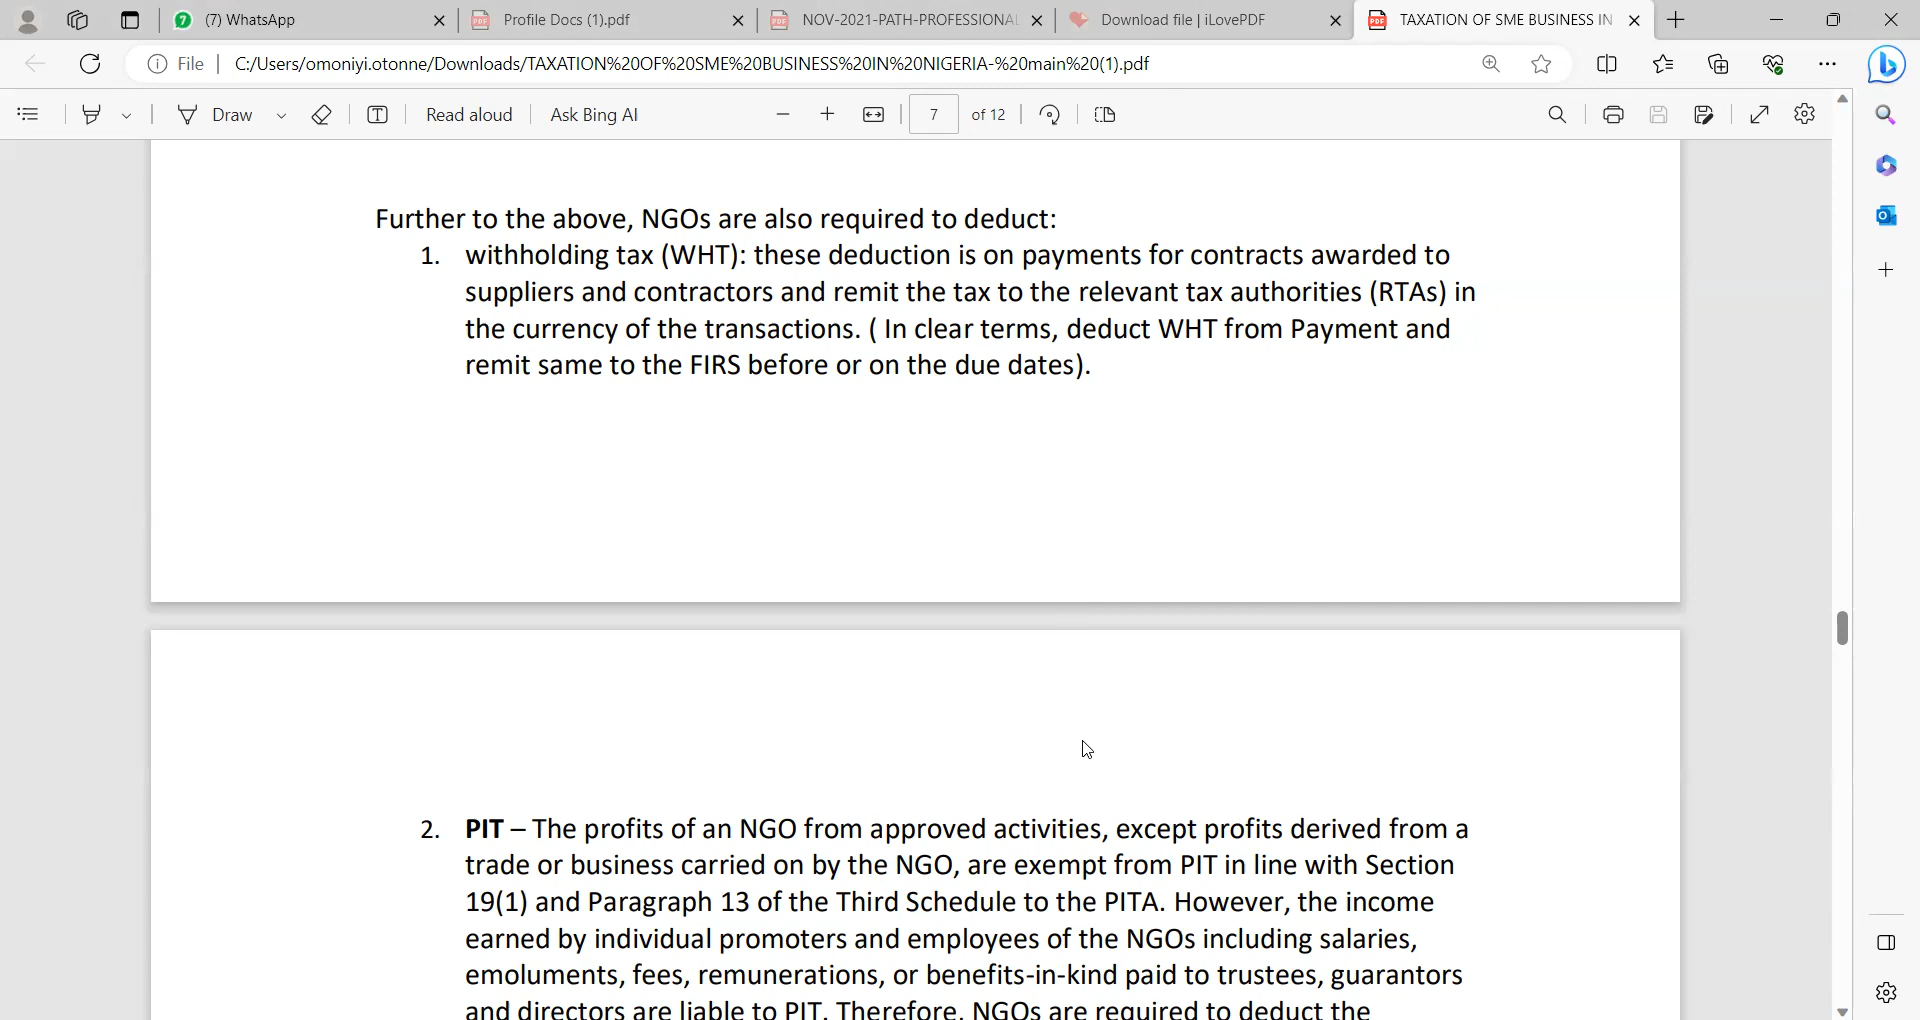 (7) WhatsApp
Profile Docs (1).pdf
NOV-2021-PATH-PROFESSIONAL
Download file | iLovePDF
TAXATION OF SME BUSINESS IN
File
C:/Users/omoniyi.otonne/Downloads/TAXATION%20OF%20SME%20BUSINESS%20IN%20NIGERIA-%20main%20(1).pdf
Draw
Read aloud
Ask Bing AI
7 of 12
Further to the above, NGOs are also required to deduct:
1. withholding tax (WHT): these deduction is on payments for contracts awarded to
suppliers and contractors and remit the tax to the relevant tax authorities (RTAs) in
the currency of the transactions. ( In clear terms, deduct WHT from Payment and
remit same to the FIRS before or on the due dates).
2. PIT – The profits of an NGO from approved activities, except profits derived from a
trade or business carried on by the NGO, are exempt from PIT in line with Section
19(1) and Paragraph 13 of the Third Schedule to the PITA. However, the income
earned by individual promoters and employees of the NGOs including salaries,
emoluments, fees, remunerations, or benefits-in-kind paid to trustees, guarantors
and directors are liable to PIT. Therefore, NGOs are required to deduct the